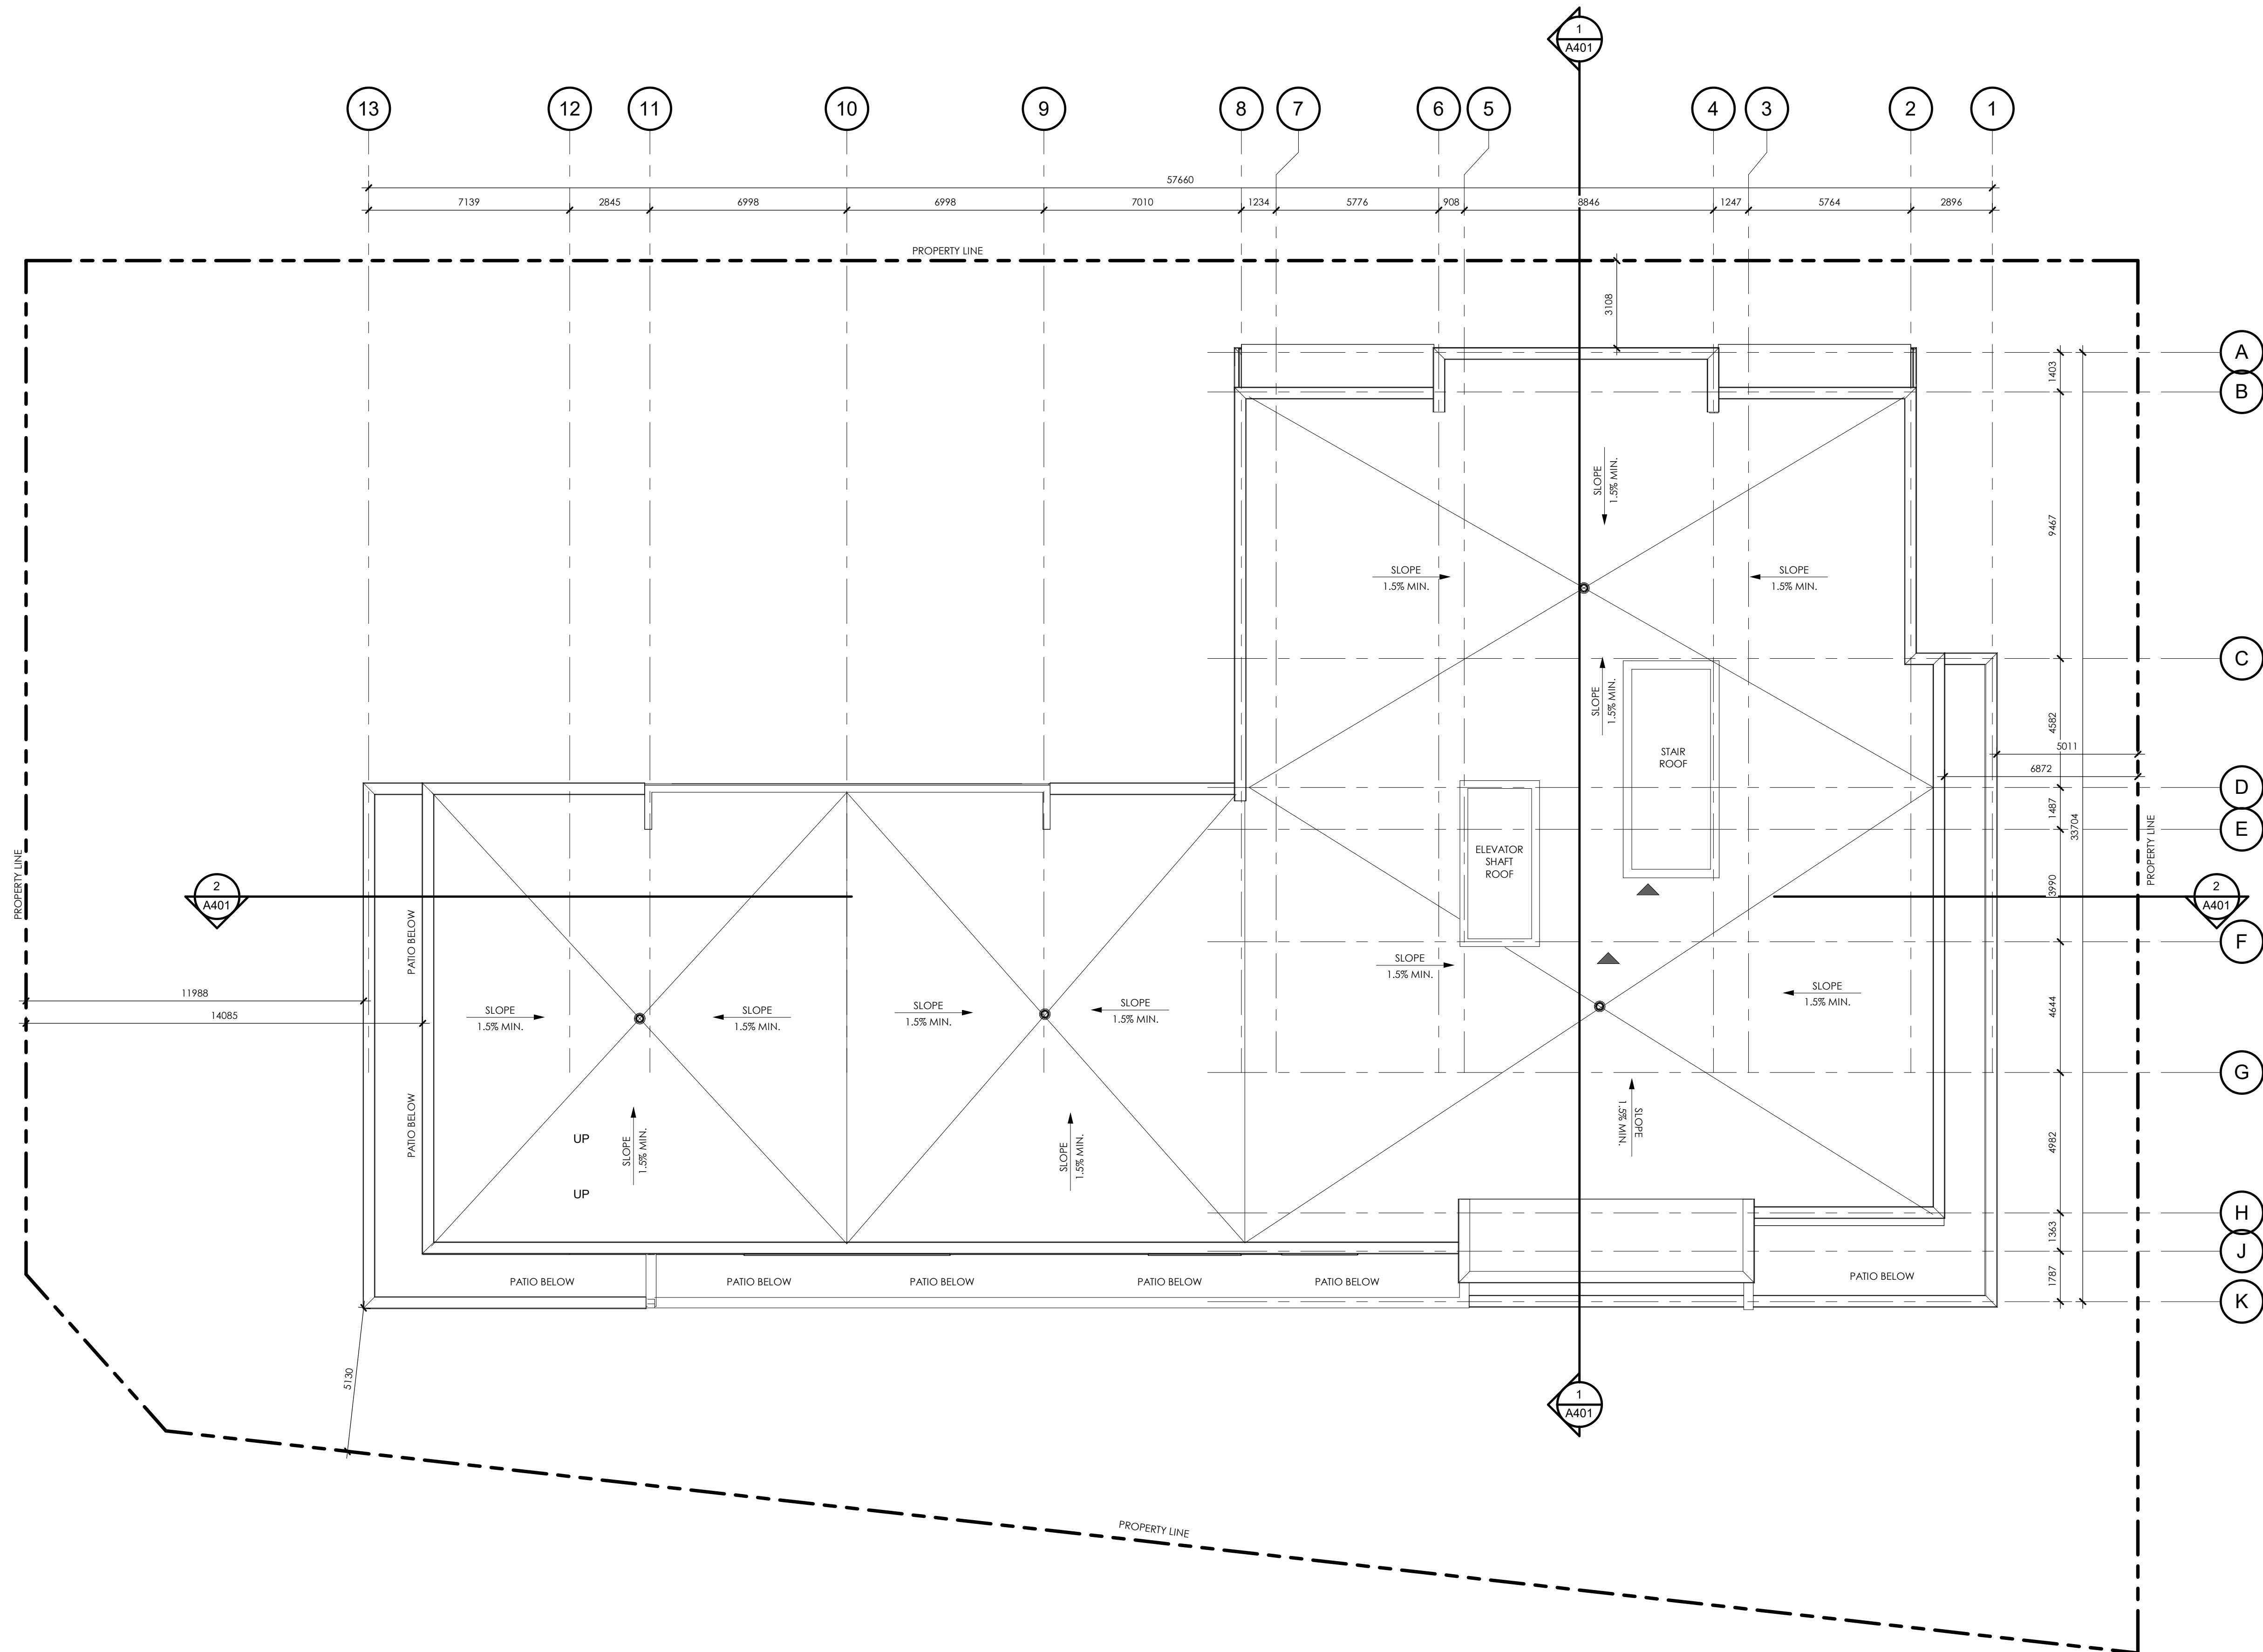 1
A401
13
12
11
10
9
8
7
6
5
4
3
2
1
57660
7139
2845
6998
6998
7010
1234
5776
908
8846
1247
5764
2896
PROPERTY LINE
3108
A
1403
B
SLOPE
1.5% MIN.
9467
SLOPE
1.5% MIN.
SLOPE
1.5% MIN.
C
SLOPE
1.5% MIN.
4582
5011
STAIR
ROOF
6872
D
1487
33704
E
PROPERTY LINE
PROPERTY LINE
ELEVATOR
SHAFT
ROOF
2
A401
3990
2
A401
PATIO BELOW
F
SLOPE
1.5% MIN.
11988
14085
SLOPE
1.5% MIN.
SLOPE
1.5% MIN.
SLOPE
1.5% MIN.
SLOPE
1.5% MIN.
SLOPE
1.5% MIN.
4644
G
PATIO BELOW
UP
UP
SLOPE
1.5% MIN.
SLOPE
1.5% MIN.
SLOPE
1.5% MIN.
4982
H
1363
J
PATIO BELOW
PATIO BELOW
PATIO BELOW
PATIO BELOW
PATIO BELOW
PATIO BELOW
1787
K
5130
1
A401
PROPERTY LINE